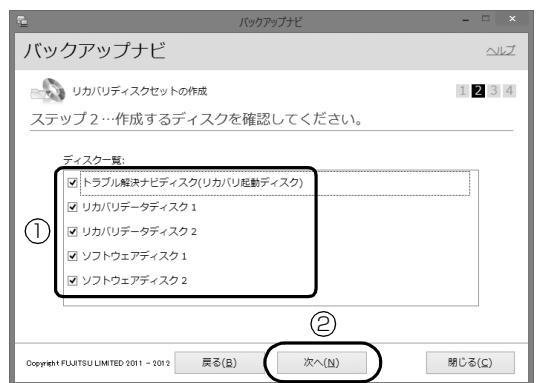 バックアップナビ
バックアップナビ
ヘルプ
リカバリディスクセットの作成
1 2 3 4
ステップ2…作成するディスクを確認してください。
ディスク一覧:
トラブル解決ナビディスク(リカバリ起動ディスク)
リカバリデータディスク1
リカバリデータディスク2
①
ソフトウェアディスク1
ソフトウェアディスク2
②
Copyright FUJITSU LIMITED 2011 - 2012
戻る(B)
次へ(N)
閉じる(C)